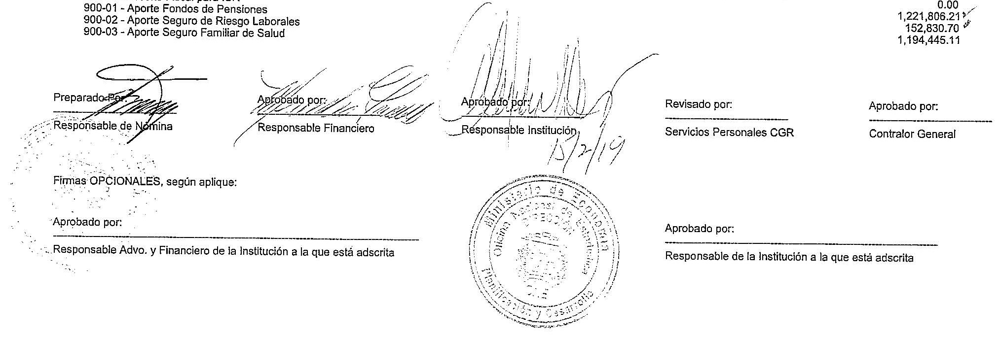 0.00
900-01 - Aporte Fondos de Pensiones 1,221,806.21
900-02 - Aporte Seguro de Riesgo Laborales 152,830.70
900-03 - Aporte Seguro Familiar de Salud 1,194,445.11
Preparado Por: Aprobado por: Aprobado por: Revisado por: Aprobado por:
Responsable de Nómina Responsable Financiero Responsable Institución Servicios Personales CGR Contralor General
15/2/19
Firmas OPCIONALES, según aplique:
Ministerio de Economía
Oficina Nacional de Estadística
DIRECCIÓN
ONE
Planificación y Desarrollo
Aprobado por: Aprobado por:
Responsable Advo. y Financiero de la Institución a la que está adscrita Responsable de la Institución a la que está adscrita